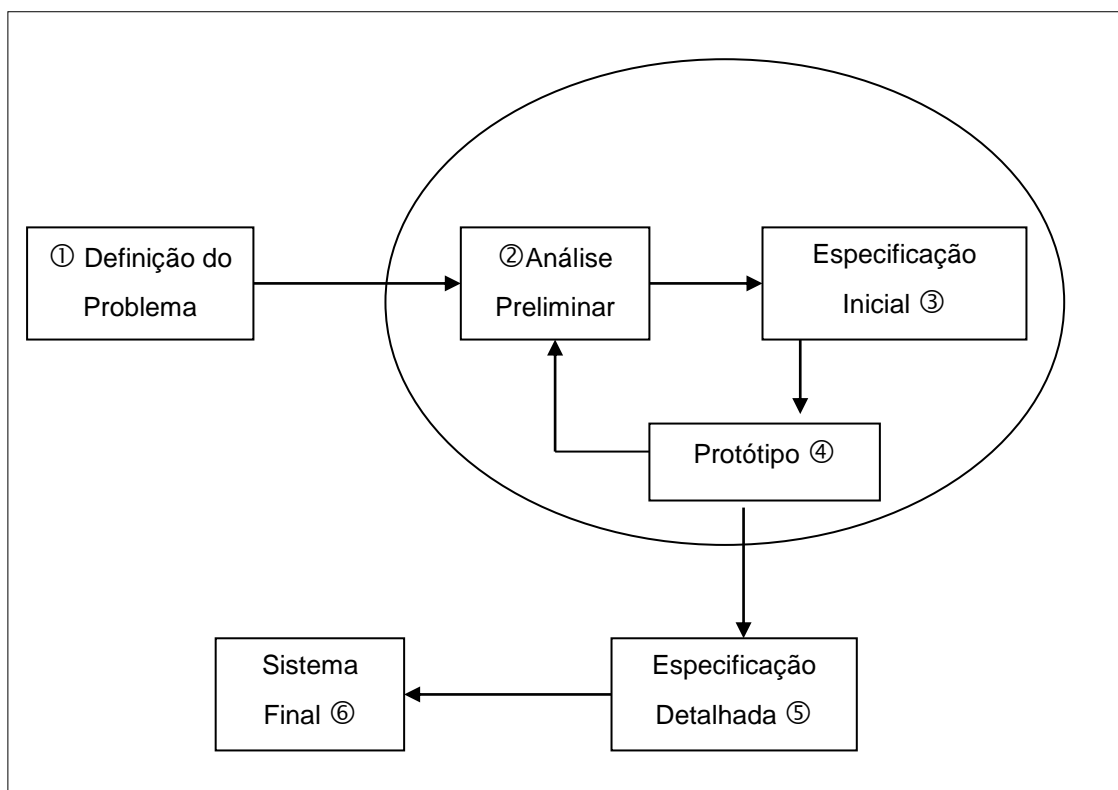 ① Definição do
Problema
②Análise
Preliminar
Especificação
Inicial ③
Protótipo ④
Especificação
Detalhada ⑤
Sistema
Final ⑥